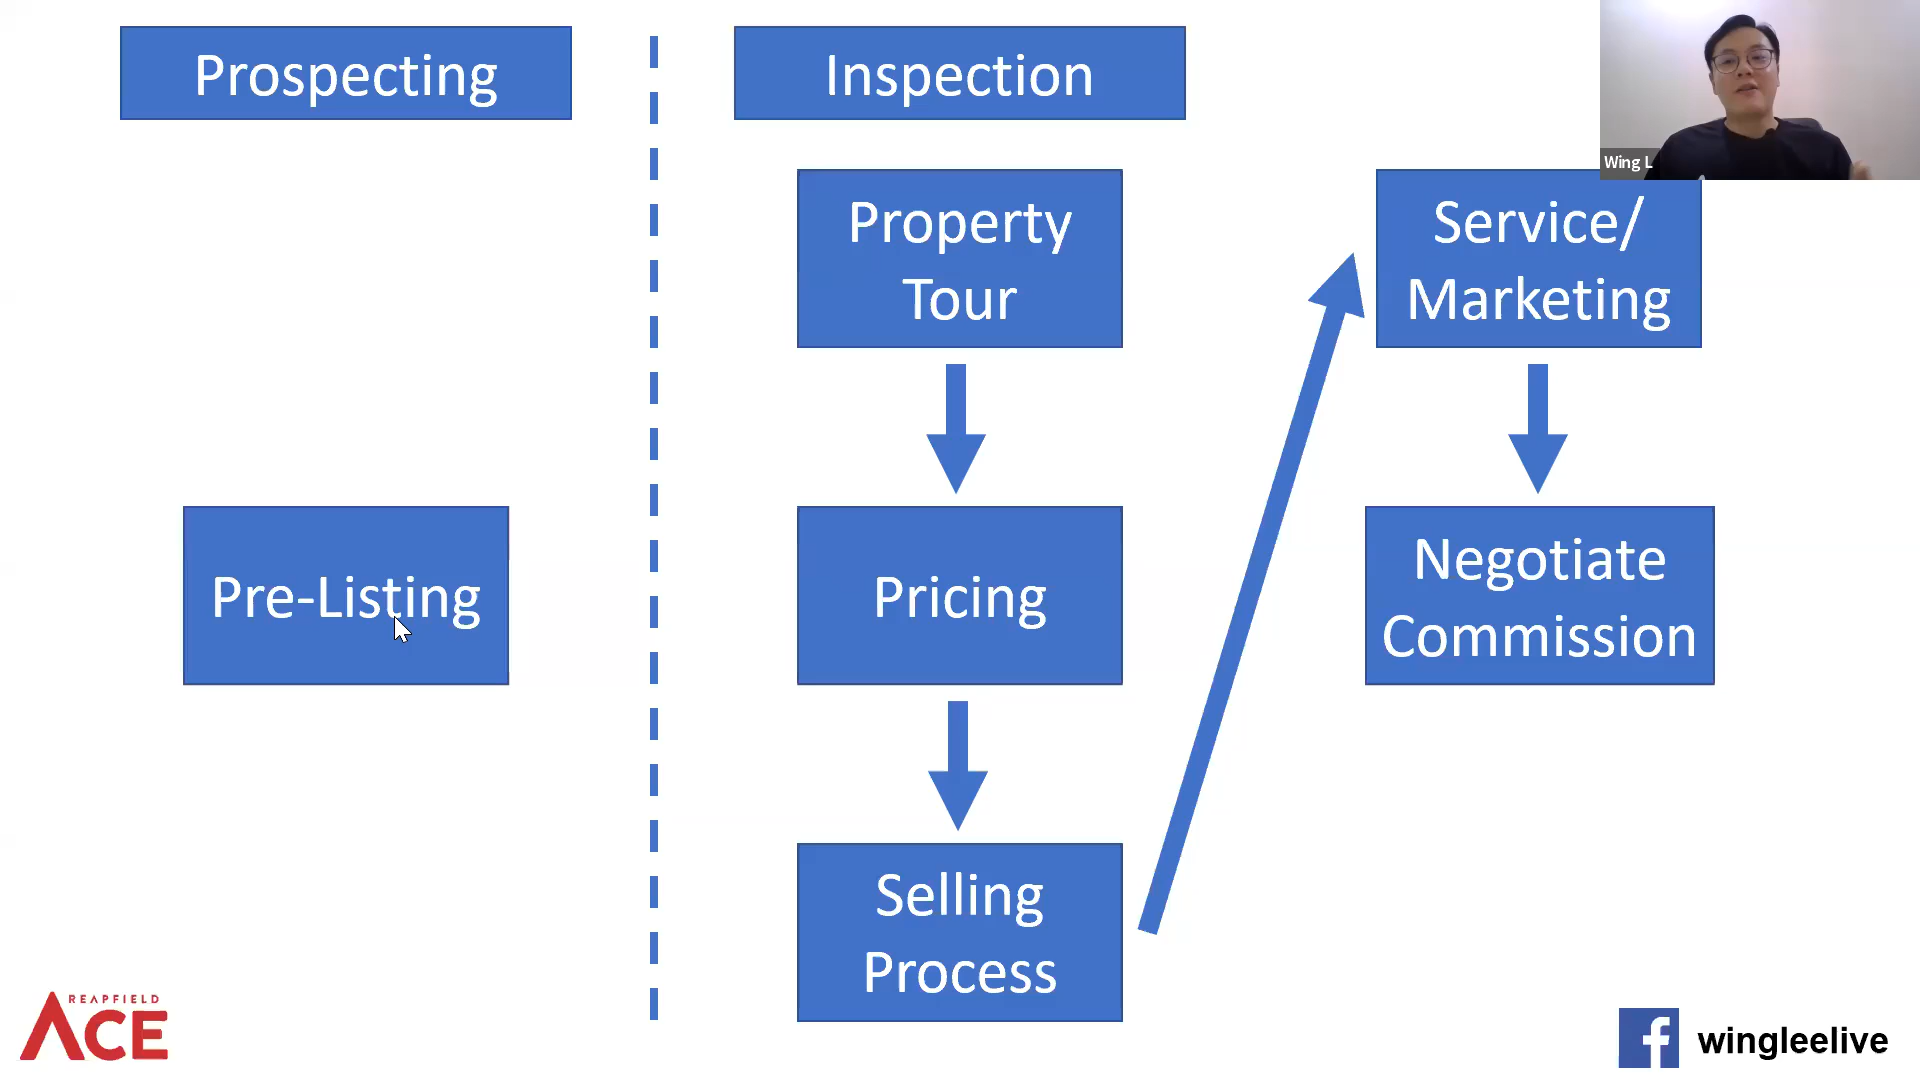 Prospecting
Inspection
Wing L
Property
Tour
Service/
Marketing
Pre-Listing
Pricing
Negotiate
Commission
Selling
Process
REAPFIELD
ACE
wingleelive